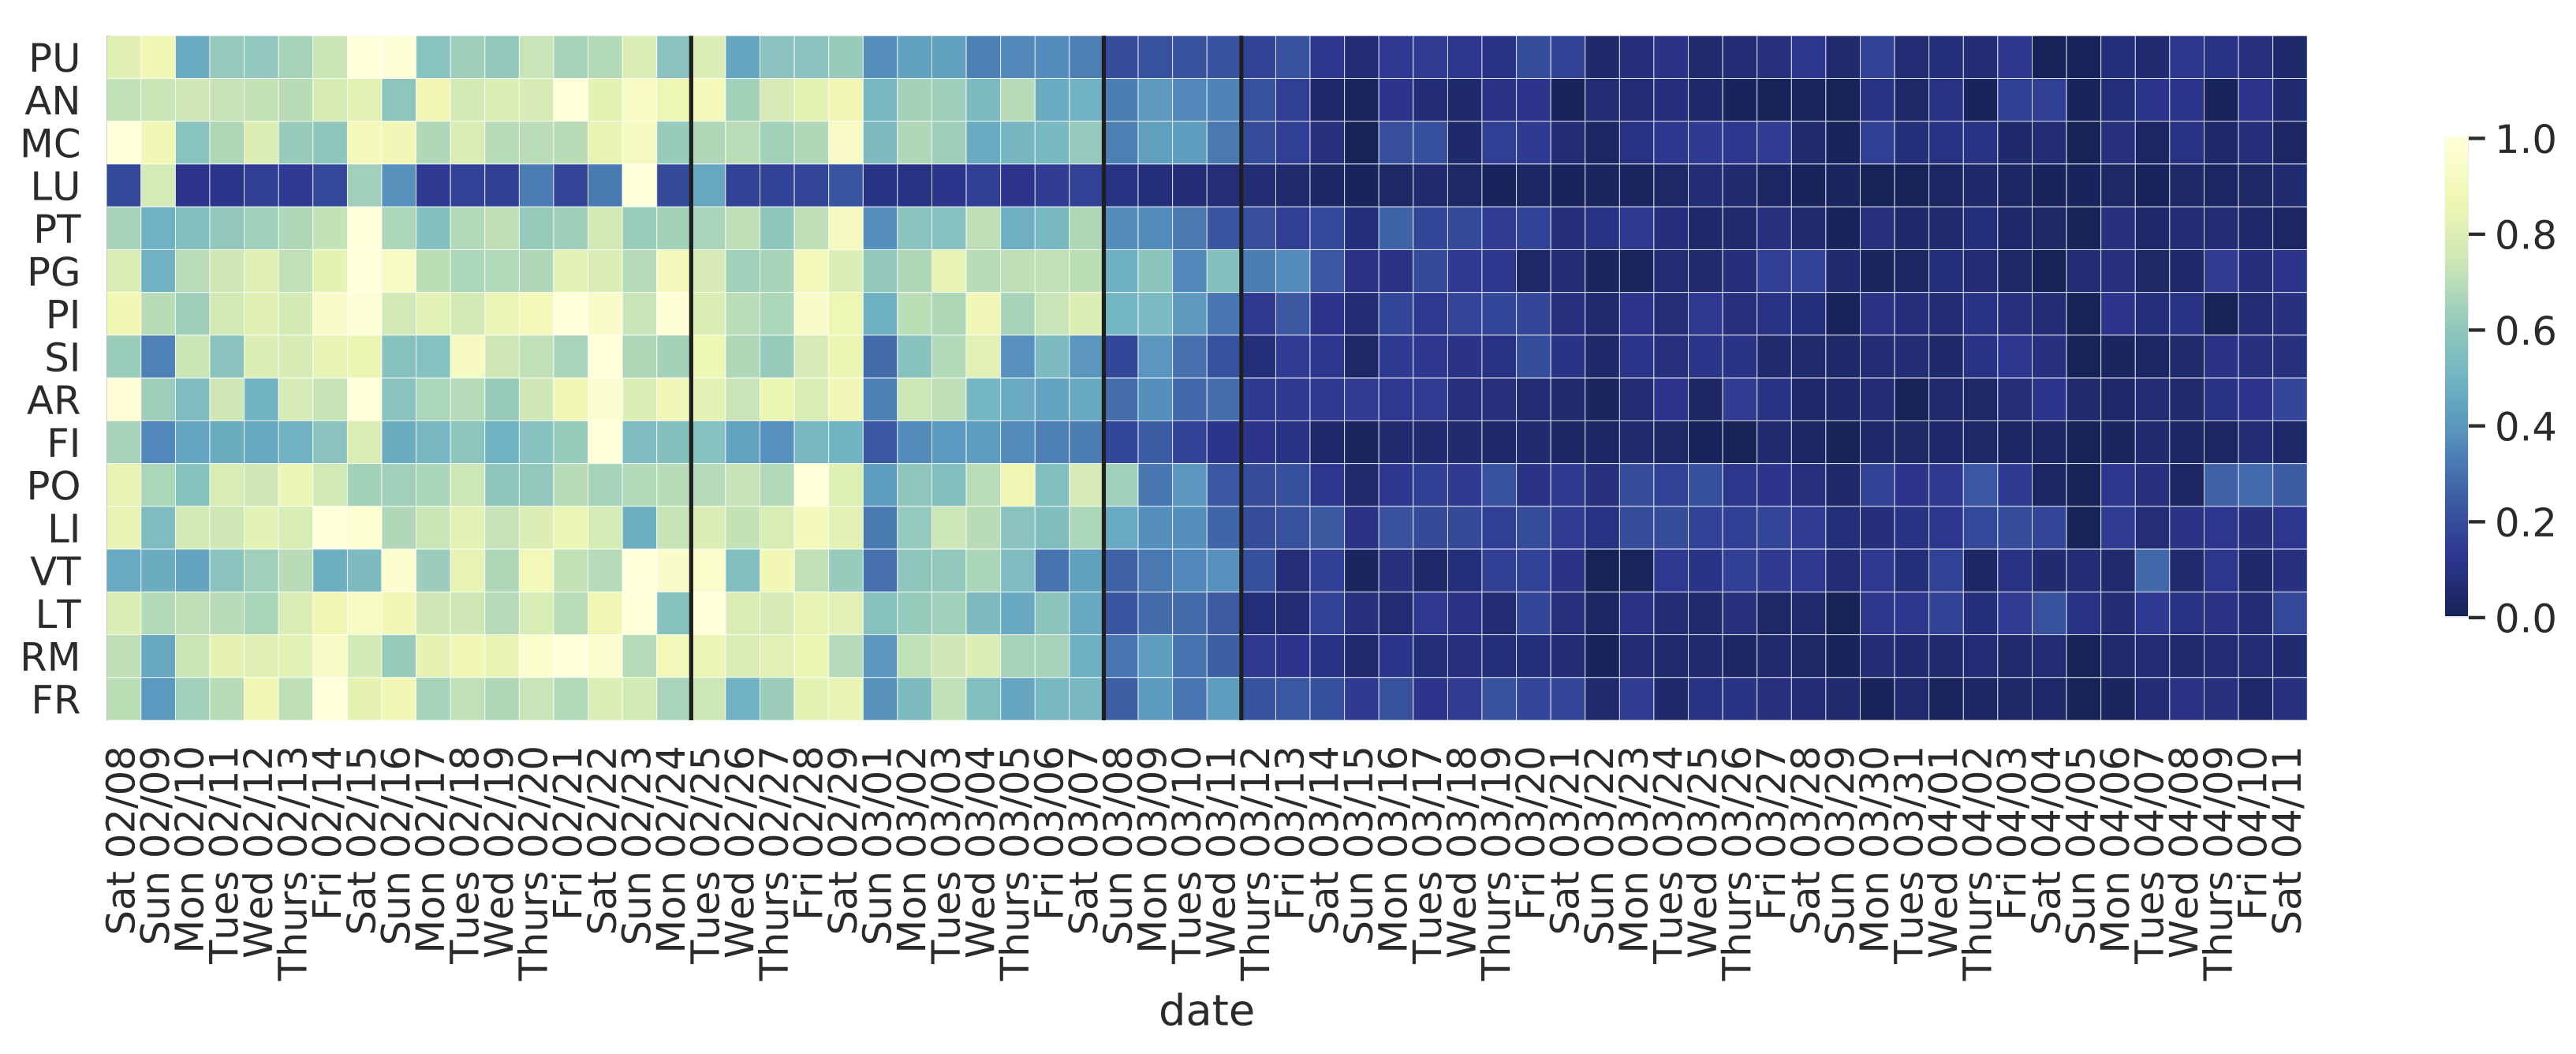 PU
AN
MC
LU
PT
PG
PI
SI
AR
FI
PO
LI
VT
LT
RM
FR
Sat 02/08
Sun 02/09
Mon 02/10
Tues 02/11
Wed 02/12
Thurs 02/13
Fri 02/14
Sat 02/15
Sun 02/16
Mon 02/17
Tues 02/18
Wed 02/19
Thurs 02/20
Fri 02/21
Sat 02/22
Sun 02/23
Mon 02/24
Tues 02/25
Wed 02/26
Thurs 02/27
Fri 02/28
Sat 02/29
Sun 03/01
Mon 03/02
Tues 03/03
Wed 03/04
Thurs 03/05
Fri 03/06
Sat 03/07
Sun 03/08
Mon 03/09
Tues 03/10
Wed 03/11
Thurs 03/12
Fri 03/13
Sat 03/14
Sun 03/15
Mon 03/16
Tues 03/17
Wed 03/18
Thurs 03/19
Fri 03/20
Sat 03/21
Sun 03/22
Mon 03/23
Tues 03/24
Wed 03/25
Thurs 03/26
Fri 03/27
Sat 03/28
Sun 03/29
Mon 03/30
Tues 03/31
Wed 04/01
Thurs 04/02
Fri 04/03
Sat 04/04
Sun 04/05
Mon 04/06
Tues 04/07
Wed 04/08
Thurs 04/09
Fri 04/10
Sat 04/11
date
1.0
0.8
0.6
0.4
0.2
0.0